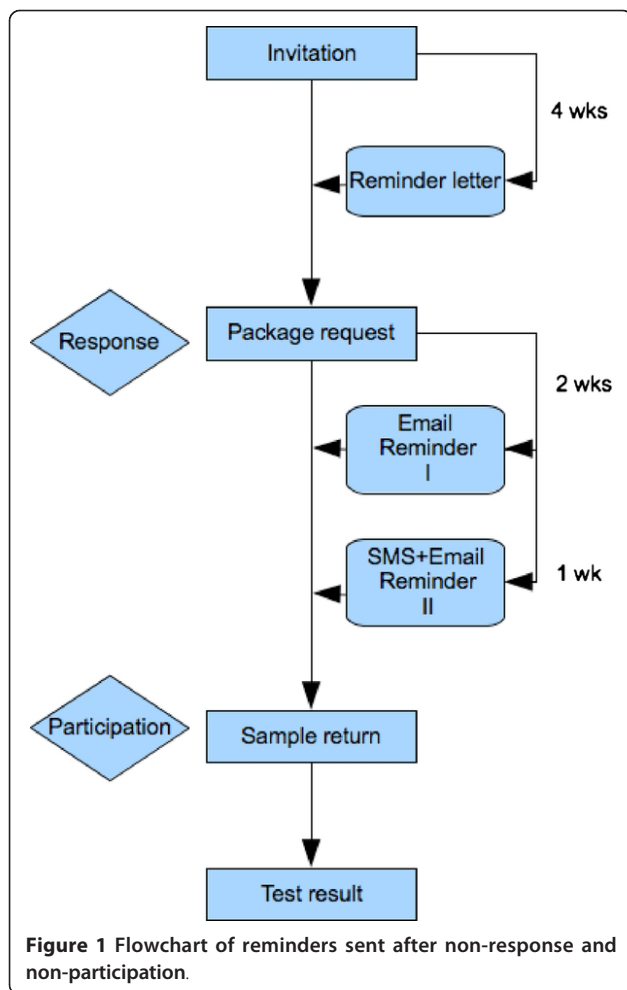 Invitation
4 wks
Reminder letter
Response
Package request
2 wks
Email
Reminder
I
SMS+Email
Reminder
II
1 wk
Participation
Sample return
Test result
Figure 1 Flowchart of reminders sent after non-response and
non-participation.